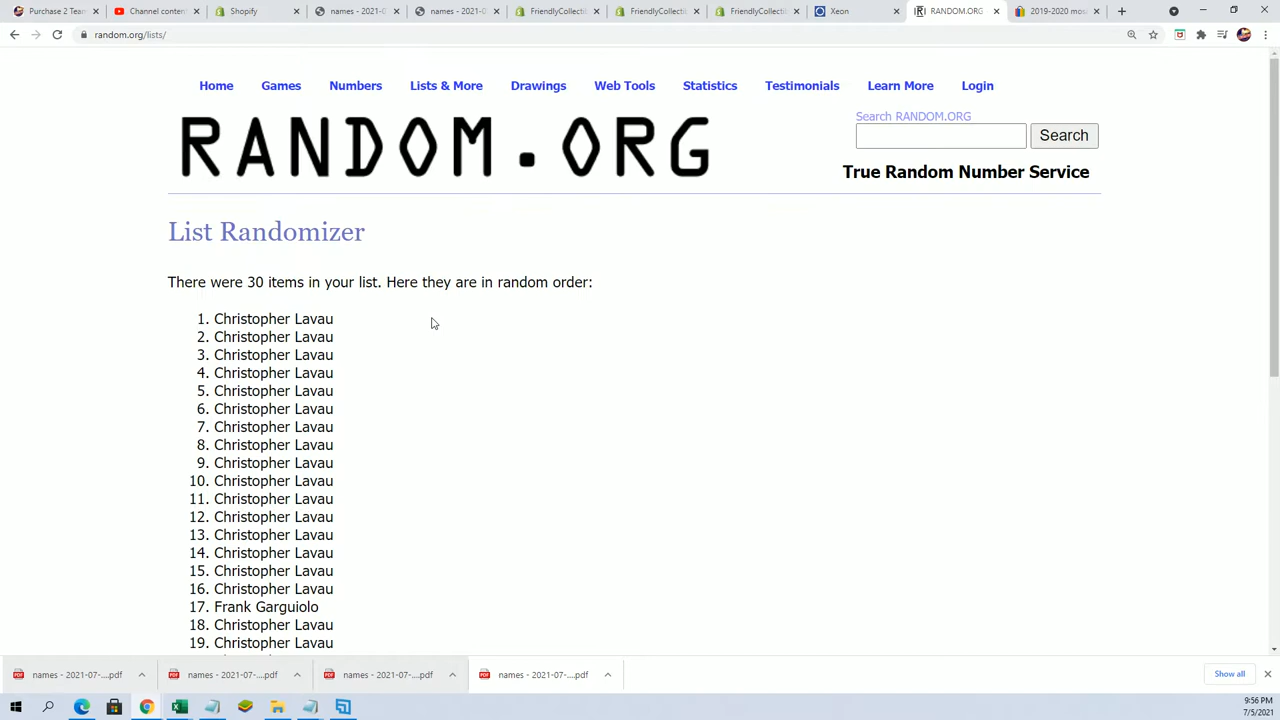 Purchase 2 Team
Channel content
Shopify
names - 2021-0
names - 2021-0
FriendlyCollecti
FriendlyCollecti
FriendlyCollecti
Xeon
RANDOM.ORG
2019-2020 mos
random.org/lists/
Home Games Numbers Lists & More Drawings Web Tools Statistics Testimonials Learn More Login
RANDOM.ORG
Search RANDOM.ORG
Search
True Random Number Service
List Randomizer
There were 30 items in your list. Here they are in random order:
1. Christopher Lavau
2. Christopher Lavau
3. Christopher Lavau
4. Christopher Lavau
5. Christopher Lavau
6. Christopher Lavau
7. Christopher Lavau
8. Christopher Lavau
9. Christopher Lavau
10. Christopher Lavau
11. Christopher Lavau
12. Christopher Lavau
13. Christopher Lavau
14. Christopher Lavau
15. Christopher Lavau
16. Christopher Lavau
17. Frank Garguiolo
18. Christopher Lavau
19. Christopher Lavau
names - 2021-07-....pdf
names - 2021-07-....pdf
names - 2021-07-....pdf
names - 2021-07-....pdf
Show all
9:56 PM
7/5/2021